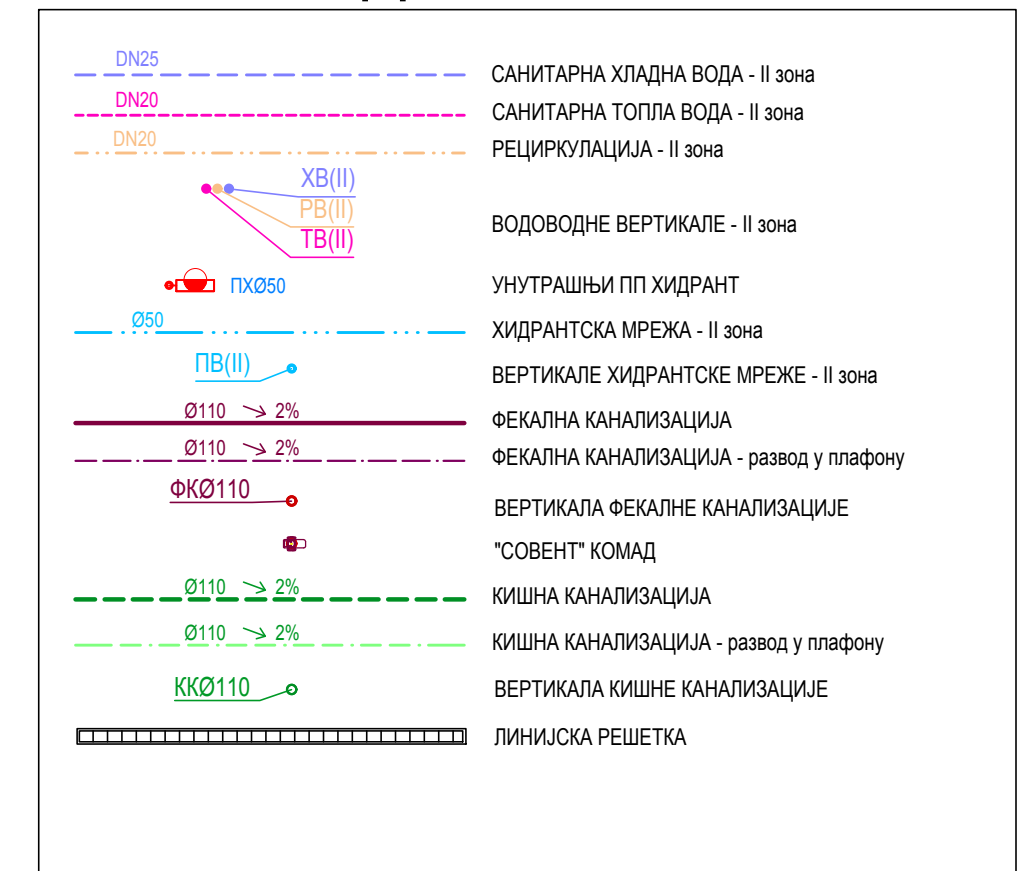 DN25
САНИТАРНА ХЛАДНА ВОДА - II зона
DN20
САНИТАРНА ТОПЛА ВОДА - II зона
DN20
РЕЦИРКУЛАЦИЈА - II зона
ХВ(II)
РВ(II)
ТВ(II)
ВОДОВОДНЕ ВЕРТИКАЛЕ - II зона
ПХØ50
УНУТРАШЊИ ПП ХИДРАНТ
Ø50
ХИДРАНТСКА МРЕЖА - II зона
ПВ(II)
ВЕРТИКАЛЕ ХИДРАНТСКЕ МРЕЖЕ - II зона
Ø110 ↘ 2%
ФЕКАЛНА КАНАЛИЗАЦИЈА
Ø110 ↘ 2%
ФЕКАЛНА КАНАЛИЗАЦИЈА - развод у плафону
ФКØ110
ВЕРТИКАЛА ФЕКАЛНЕ КАНАЛИЗАЦИЈЕ
"СОВЕНТ" КОМАД
Ø110 ↘ 2%
КИШНА КАНАЛИЗАЦИЈА
Ø110 ↘ 2%
КИШНА КАНАЛИЗАЦИЈА - развод у плафону
ККØ110
ВЕРТИКАЛА КИШНЕ КАНАЛИЗАЦИЈЕ
ЛИНИЈСКА РЕШЕТКА